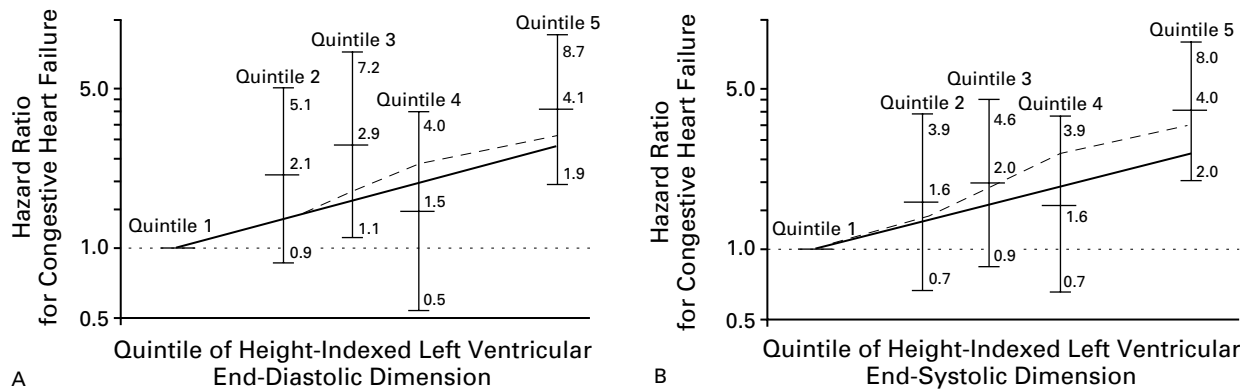 Hazard Ratio
for Congestive Heart Failure
5.0
1.0
0.5
Quintile 1
Quintile 2
5.1
2.1
0.9
Quintile 3
7.2
2.9
1.1
Quintile 4
4.0
1.5
0.5
Quintile 5
8.7
4.1
1.9
Quintile of Height-Indexed Left Ventricular
End-Diastolic Dimension
A
Hazard Ratio
for Congestive Heart Failure
5.0
1.0
0.5
Quintile 1
Quintile 2
3.9
1.6
0.7
Quintile 3
4.6
2.0
0.9
Quintile 4
3.9
1.6
0.7
Quintile 5
8.0
4.0
2.0
Quintile of Height-Indexed Left Ventricular
End-Systolic Dimension
B